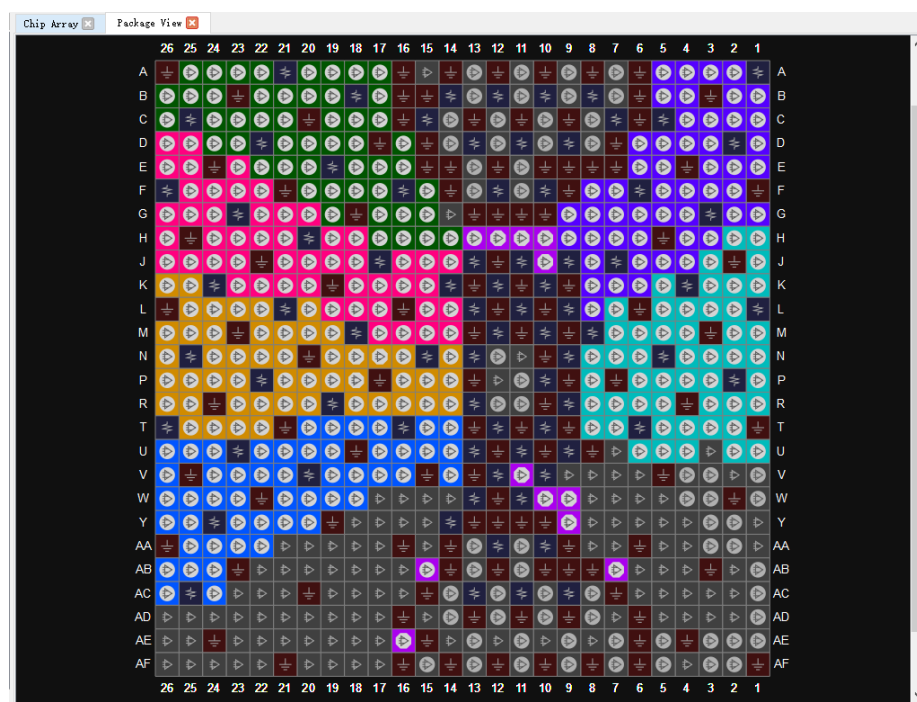 Chip Array Package View
26 25 24 23 22 21 20 19 18 17 16 15 14 13 12 11 10 9 8 7 6 5 4 3 2 1
A A
B B
C C
D D
E E
F F
G G
H H
J J
K K
L L
M M
N N
P P
R R
T T
U U
V V
W W
Y Y
AA AA
AB AB
AC AC
AD AD
AE AE
AF AF
26 25 24 23 22 21 20 19 18 17 16 15 14 13 12 11 10 9 8 7 6 5 4 3 2 1